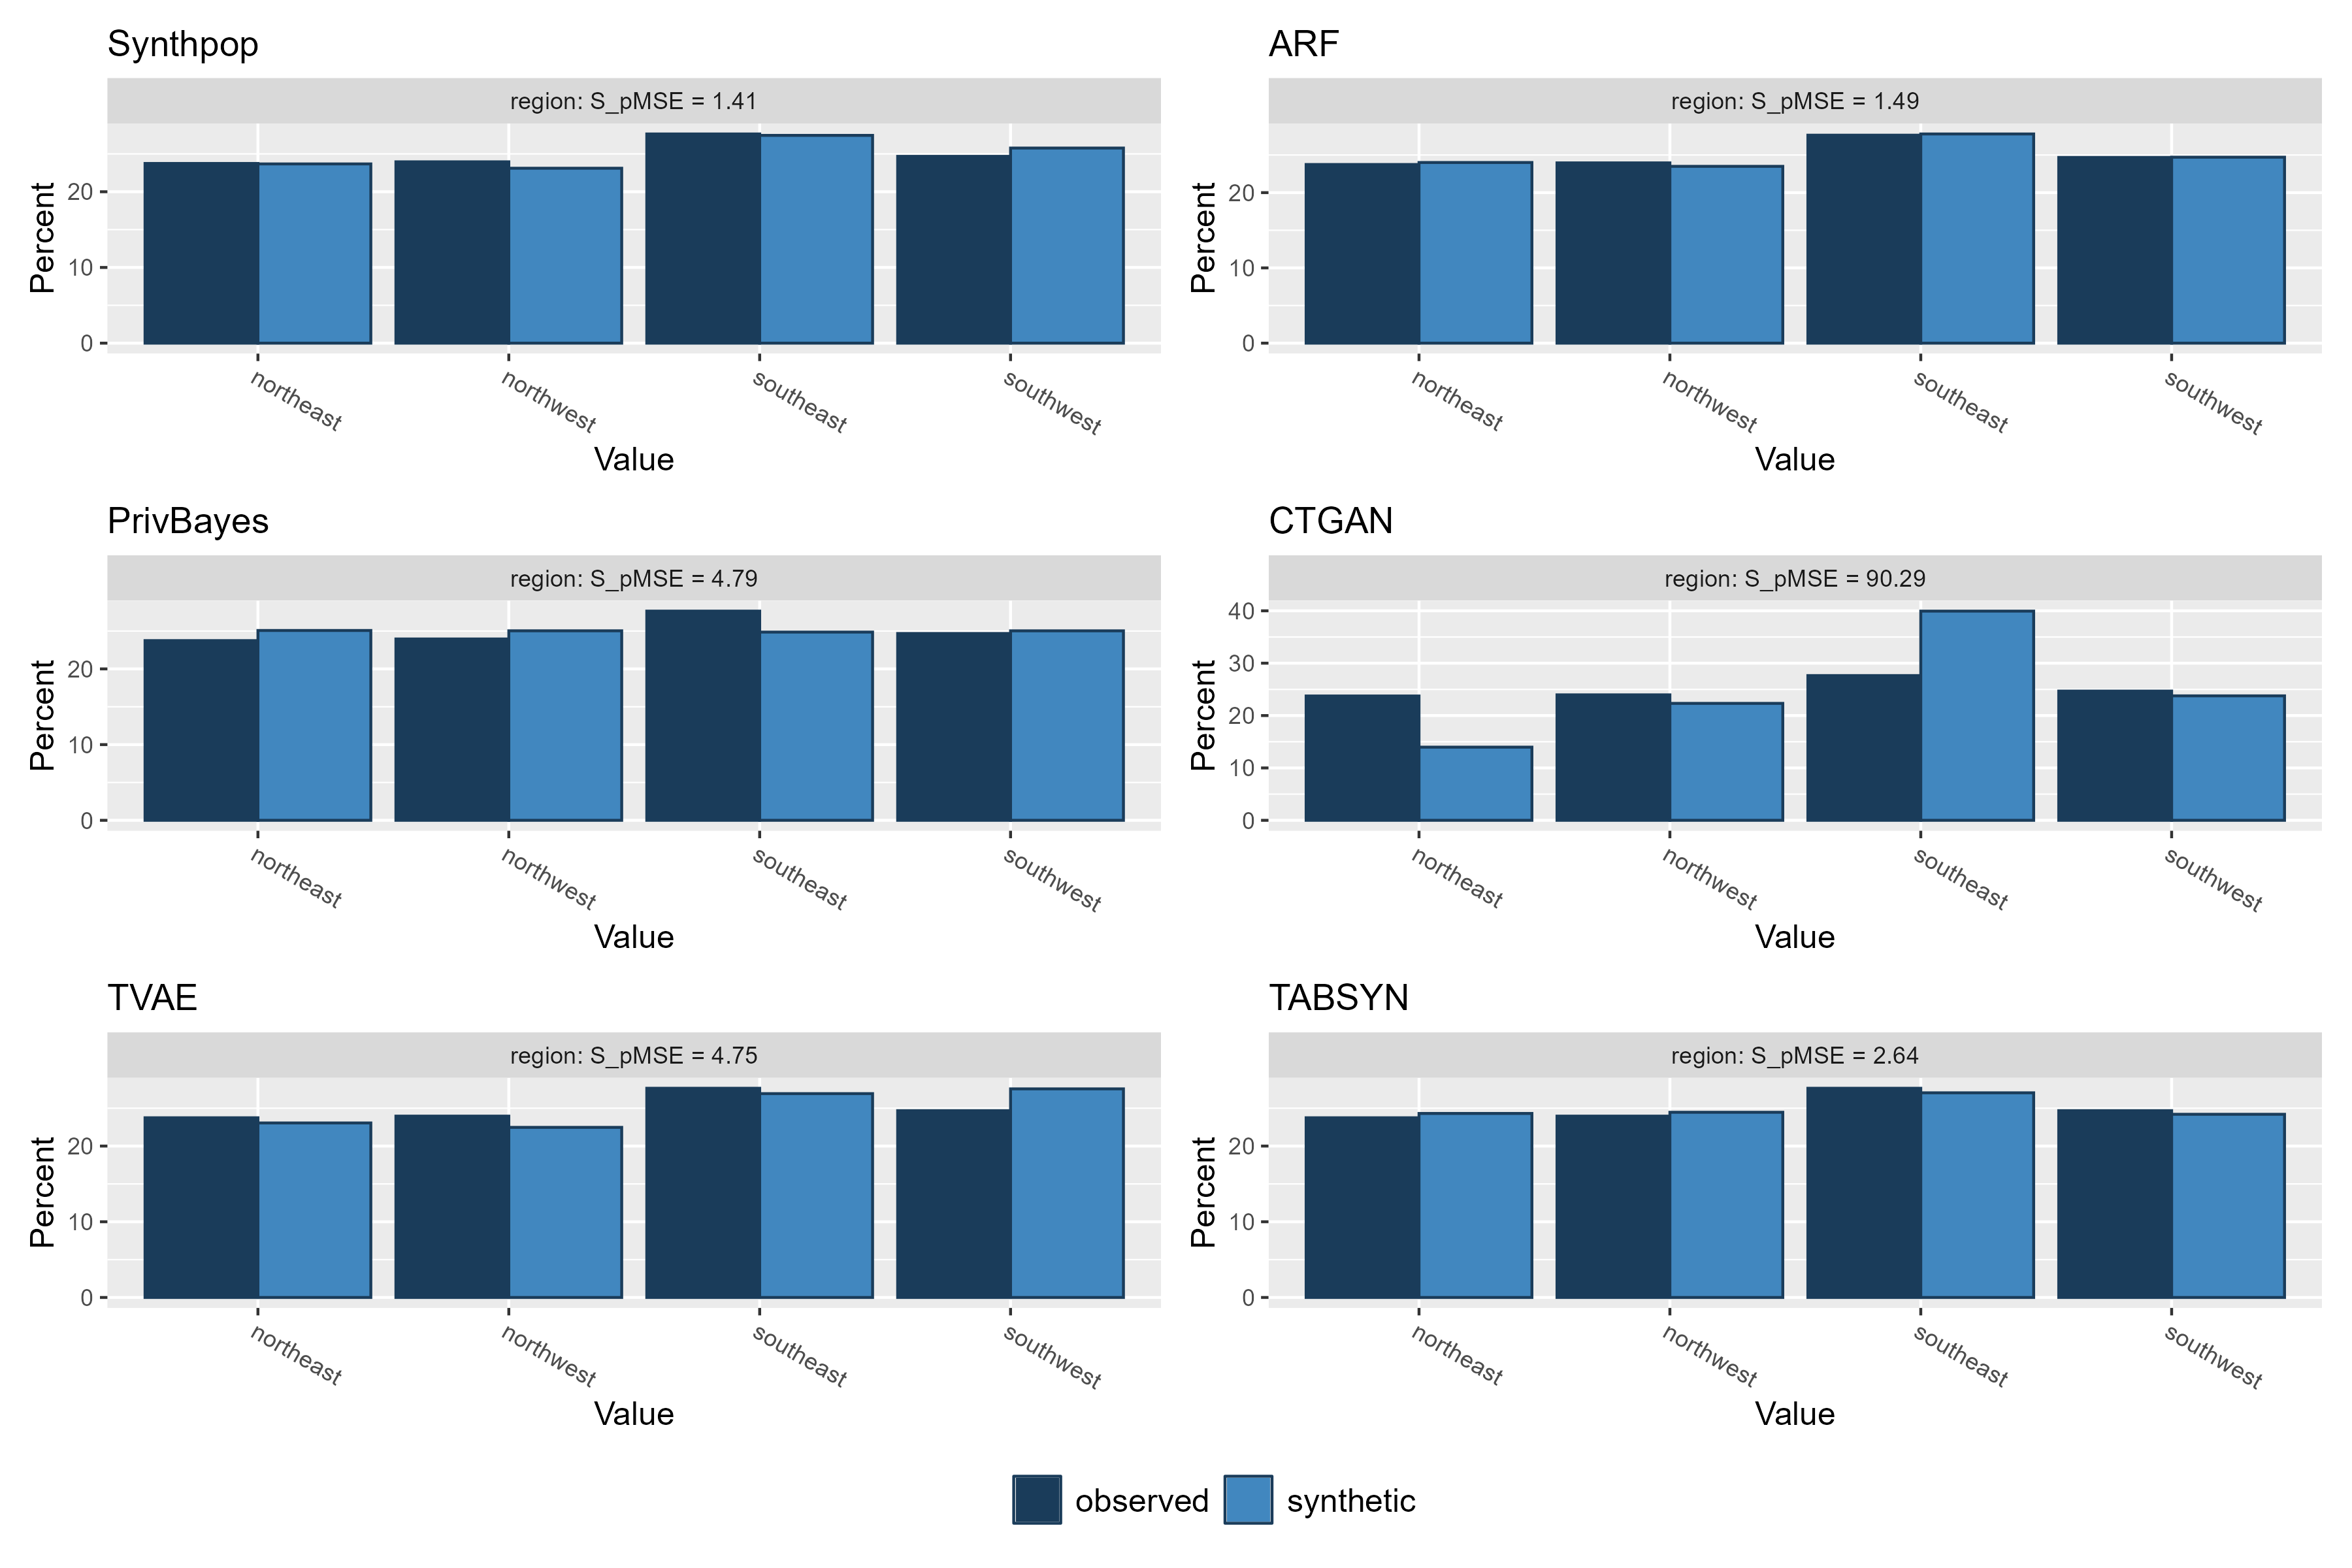 Synthpop
region: S_pMSE = 1.41
Percent
20
10
0
northeast
northwest
southeast
southwest
Value
ARF
region: S_pMSE = 1.49
Percent
20
10
0
northeast
northwest
southeast
southwest
Value
PrivBayes
region: S_pMSE = 4.79
Percent
20
10
0
northeast
northwest
southeast
southwest
Value
CTGAN
region: S_pMSE = 90.29
Percent
40
30
20
10
0
northeast
northwest
southeast
southwest
Value
TVAE
region: S_pMSE = 4.75
Percent
20
10
0
northeast
northwest
southeast
southwest
Value
TABSYN
region: S_pMSE = 2.64
Percent
20
10
0
northeast
northwest
southeast
southwest
Value
observed
synthetic